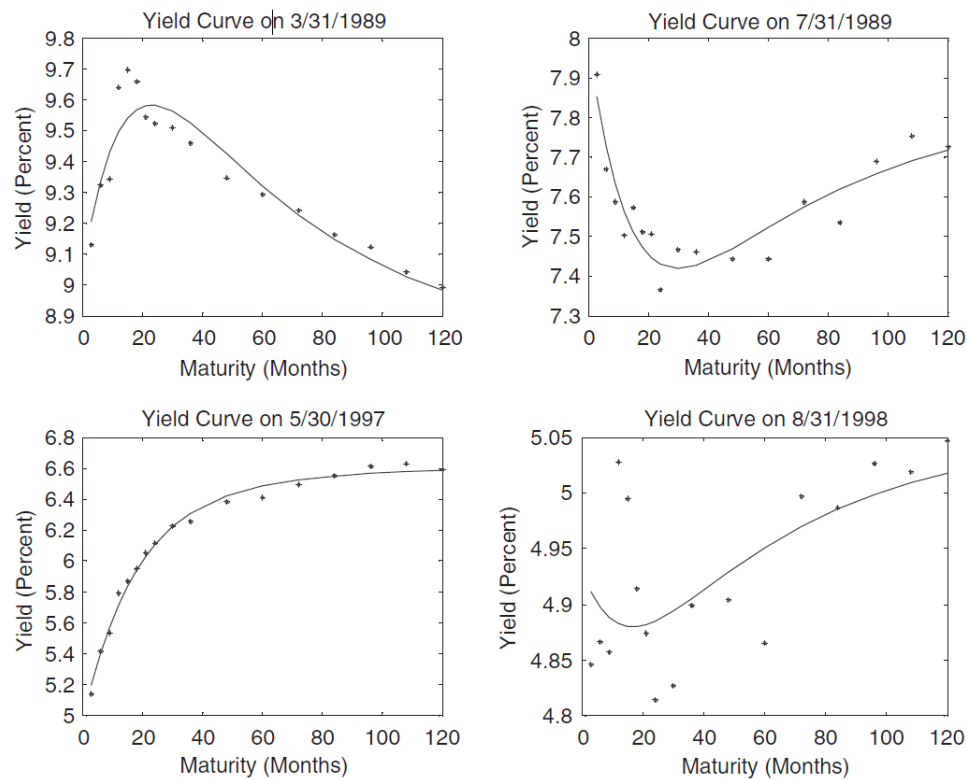 Yield Curve on 3/31/1989
9.8
9.7
9.6
9.5
9.4
9.3
9.2
9.1
9
8.9
Yield (Percent)
0 20 40 60 80 100 120
Maturity (Months)
Yield Curve on 7/31/1989
8
7.9
7.8
7.7
7.6
7.5
7.4
7.3
Yield (Percent)
0 20 40 60 80 100 120
Maturity (Months)
Yield Curve on 5/30/1997
6.8
6.6
6.4
6.2
6
5.8
5.6
5.4
5.2
5
Yield (Percent)
0 20 40 60 80 100 120
Maturity (Months)
Yield Curve on 8/31/1998
5.05
5
4.95
4.9
4.85
4.8
Yield (Percent)
0 20 40 60 80 100 120
Maturity (Months)